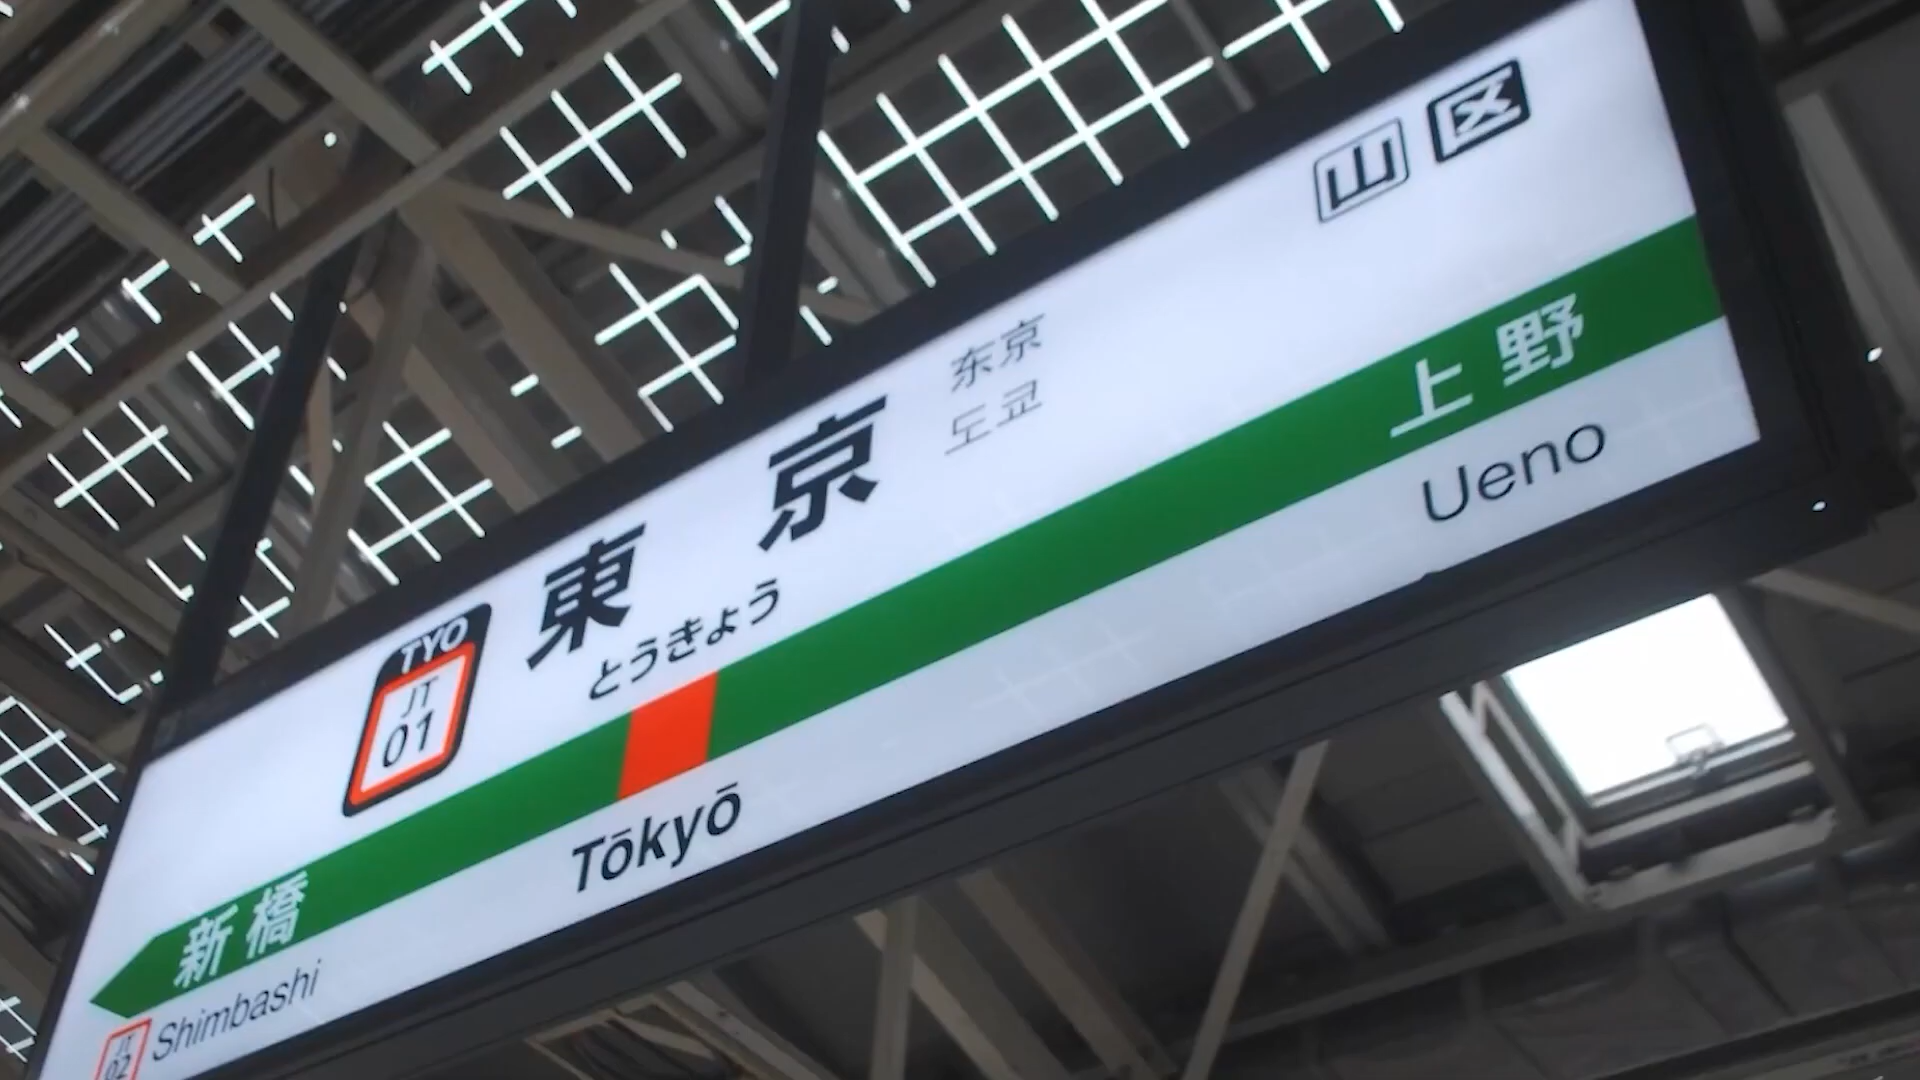 山 区
TYO
JT
01
東京
东京
도쿄
とうきょう
上野
Ueno
Tōkyō
新橋
Shimbashi
JT
02